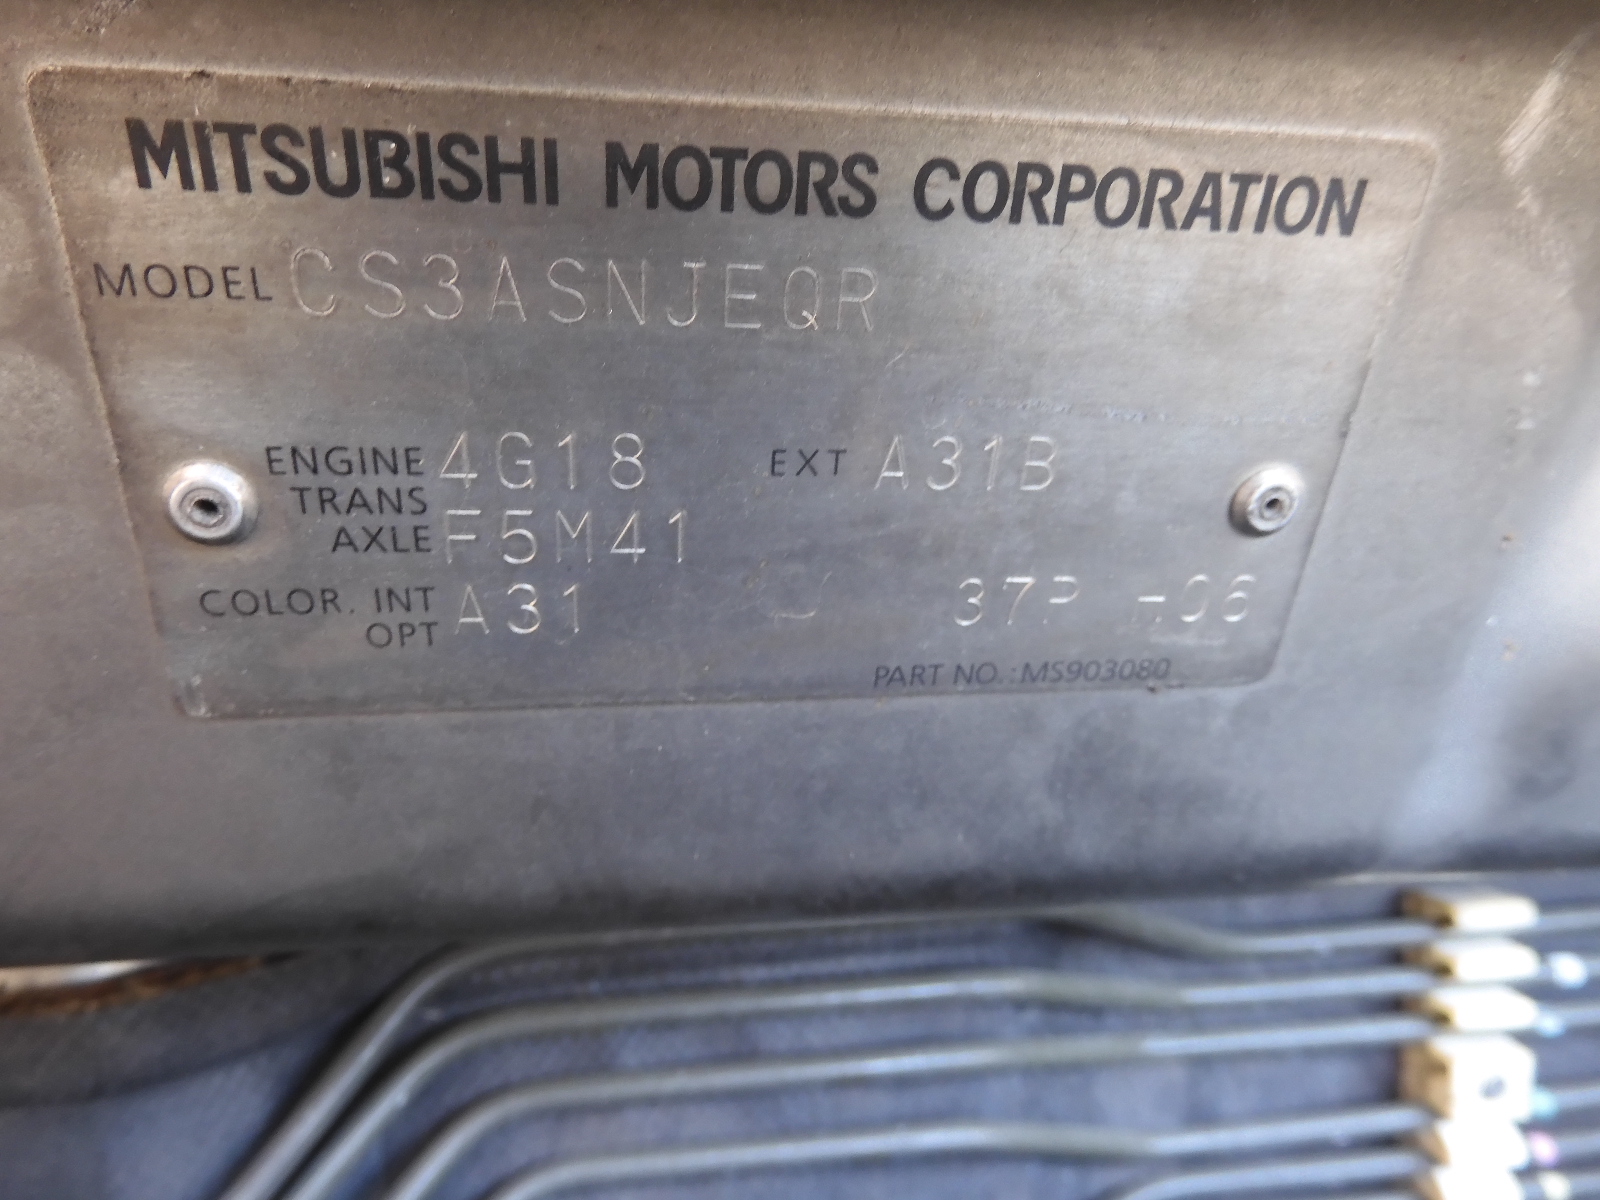 MITSUBISHI MOTORS CORPORATION
MODEL CS3ASNJEQR
ENGINE 4G18 EXT A31B
TRANS
AXLE F5M41
COLOR. INT A31 37P
OPT
PART NO.:MS903080